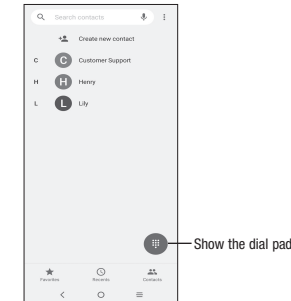 Search contacts
Create new contact
C C Customer Support
H H Henry
L L Lily
Show the dial pad
Favorites Recents Contacts